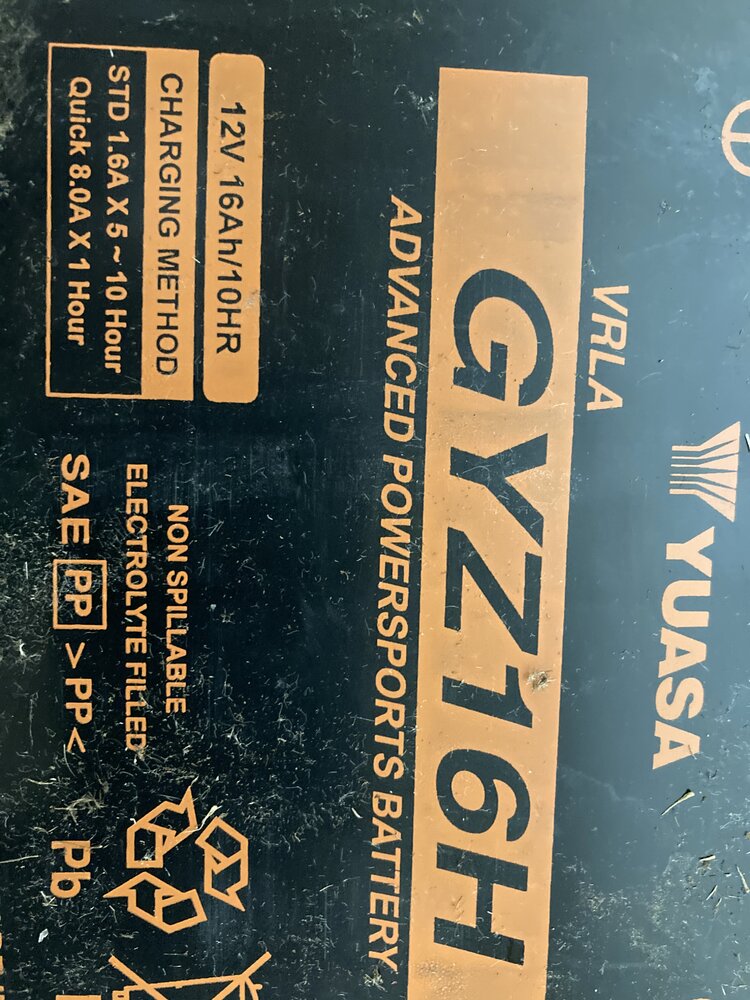 YUASA
VRLA
GYZ16H
ADVANCED POWERSPORTS BATTERY
12V 16Ah/10HR
CHARGING METHOD
STD 1.6A X 5 ~ 10 Hour
Quick 8.0A X 1 Hour
NON SPILLABLE
ELECTROLYTE FILLED
SAE PP > PP < Pb